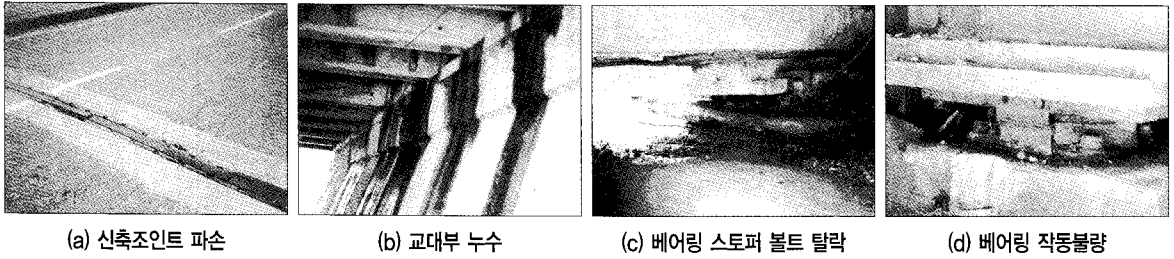 (a) 신축조인트 파손
(b) 교대부 누수
(c) 베어링 스토퍼 볼트 탈락
(d) 베어링 작동불량